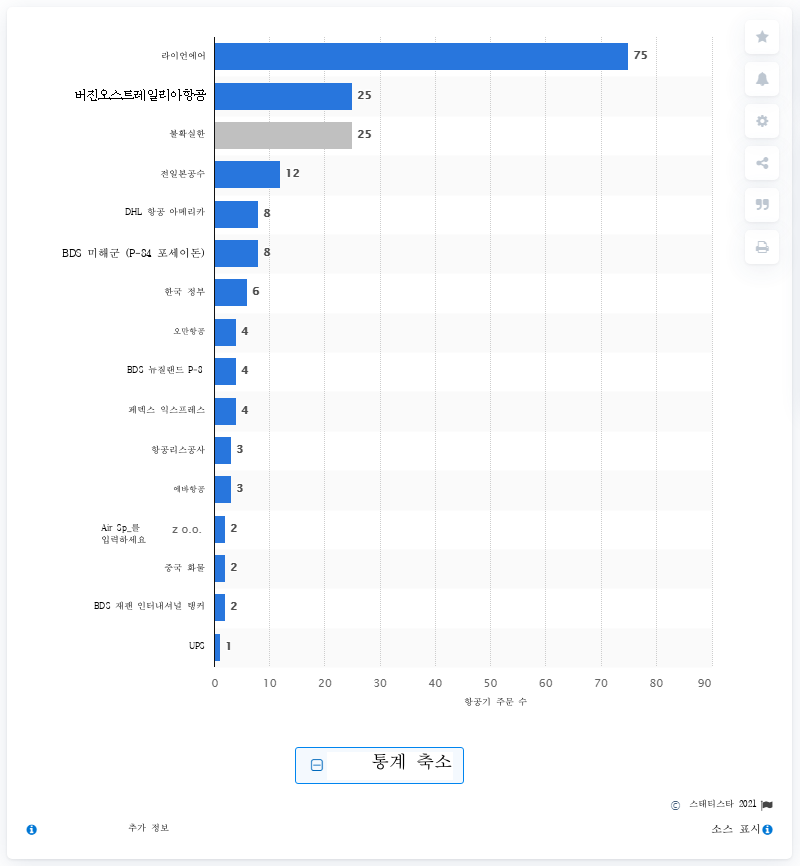 라이언에어 75
버진오스트레일리아항공 25
불확실한 25
전일본공수 12
DHL 항공 아메리카 8
BDS 미해군 (P-84 포세이돈) 8
한국 정부 6
오만항공 4
BDS 뉴질랜드 P-8 4
페덱스 익스프레스 4
항공리스공사 3
에바항공 3
Air Sp_를
입력하세요 z o.o. 2
중국 화물 2
BDS 재팬 인터내셔널 탱커 2
UPS 1
0 10 20 30 40 50 60 70 80 90
항공기 주문 수
통계 축소
© 스태티스타 2021
추가 정보 소스 표시